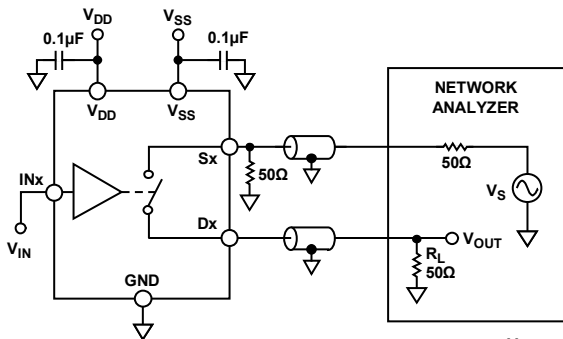 VDD
VSS
0.1µF
0.1µF
VDD
VSS
NETWORK
ANALYZER
Sx
50Ω
50Ω
INx
VS
Dx
VOUT
VIN
RL
50Ω
GND